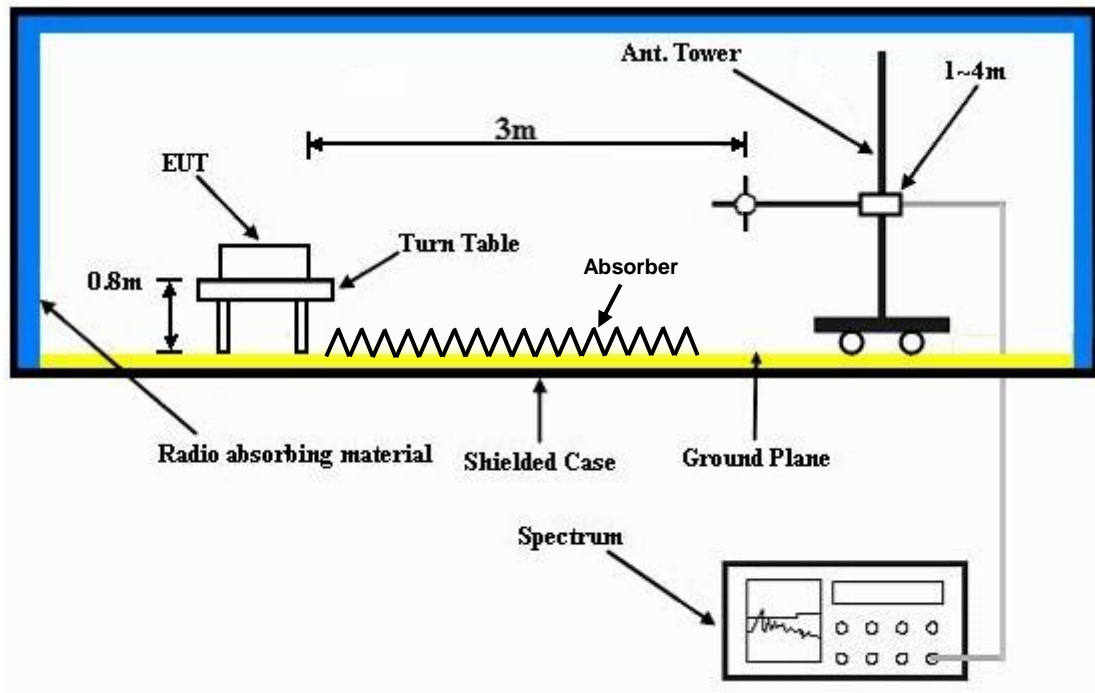 Ant. Tower
1~4m
3m
EUT
Turn Table
0.8m
Absorber
Radio absorbing material
Shielded Case
Ground Plane
Spectrum